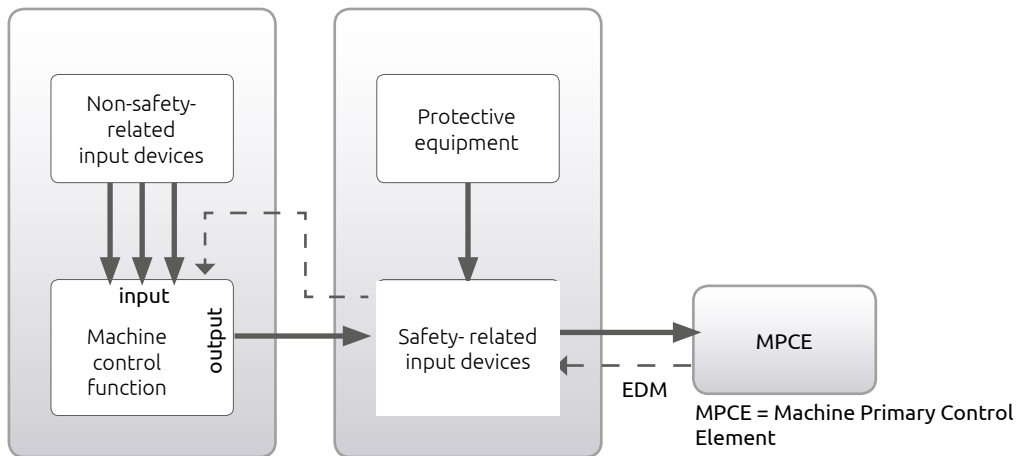 Non-safety-
related
input devices
input
output
Machine
control
function
Protective
equipment
Safety- related
input devices
EDM
MPCE
MPCE = Machine Primary Control
Element